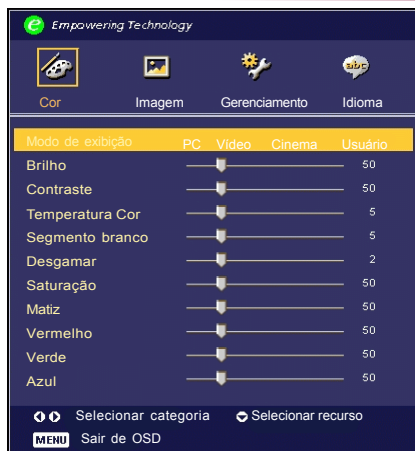 e Empowering Technology
abc
Cor Imagem Gerenciamento Idioma
Modo de exibição PC Vídeo Cinema Usuário
Brilho 50
Contraste 50
Temperatura Cor 5
Segmento branco 5
Desgamar 2
Saturação 50
Matiz 50
Vermelho 50
Verde 50
Azul 50
Selecionar categoria Selecionar recurso
MENU Sair de OSD